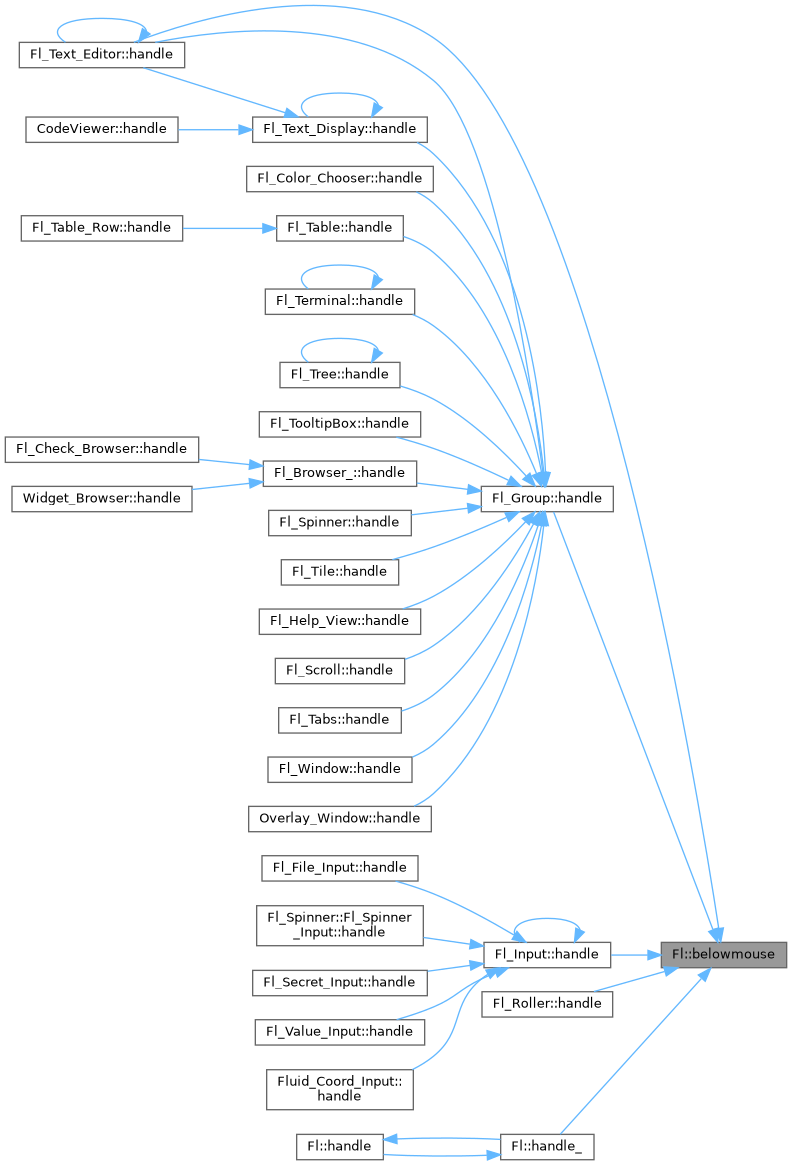 Fl_Text_Editor::handle
CodeViewer::handle
Fl_Text_Display::handle
Fl_Color_Chooser::handle
Fl_Table_Row::handle
Fl_Table::handle
Fl_Terminal::handle
Fl_Tree::handle
Fl_TooltipBox::handle
Fl_Check_Browser::handle
Fl_Browser_::handle
Widget_Browser::handle
Fl_Group::handle
Fl_Spinner::handle
Fl_Tile::handle
Fl_Help_View::handle
Fl_Scroll::handle
Fl_Tabs::handle
Fl_Window::handle
Overlay_Window::handle
Fl_File_Input::handle
Fl_Spinner::Fl_Spinner
_Input::handle
Fl_Input::handle
Fl::belowmouse
Fl_Secret_Input::handle
Fl_Roller::handle
Fl_Value_Input::handle
Fluid_Coord_Input::
handle
Fl::handle
Fl::handle_